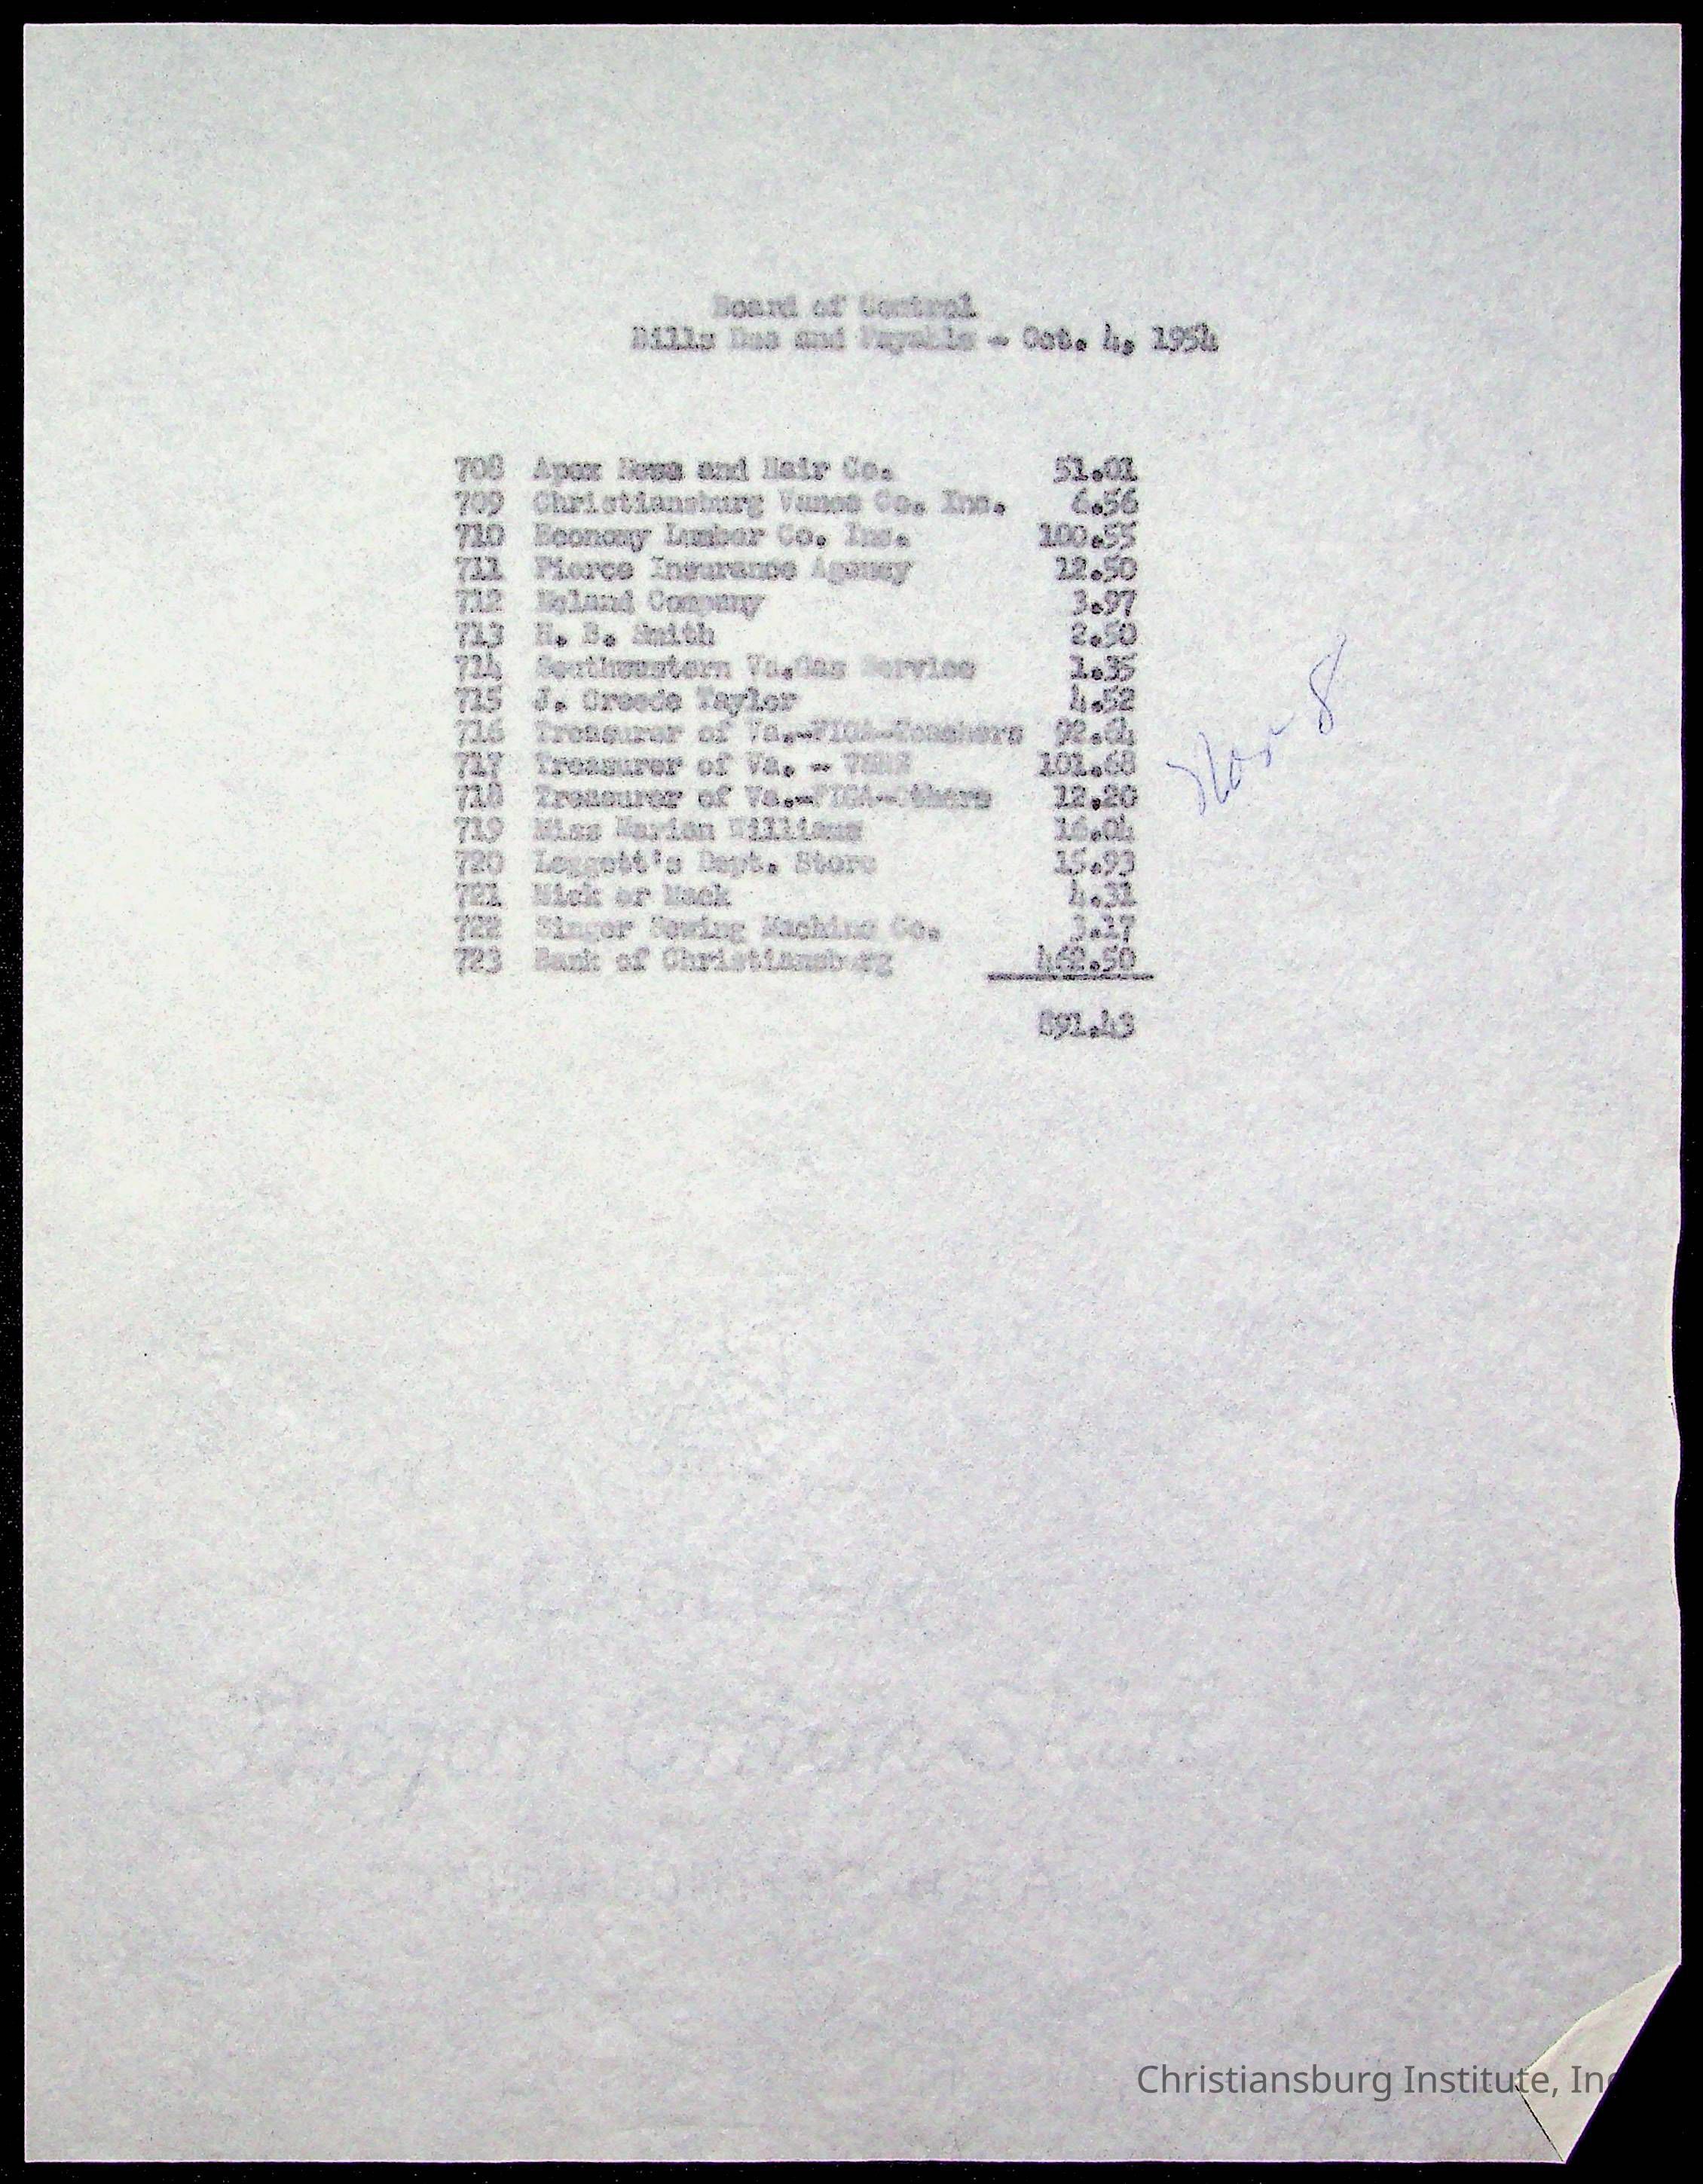 Board of Control
Bills Due and Payable - Oct. 4, 1954
708 Apex News and Hair Co. 51.01
709 Christiansburg Co. Inc. 6.56
710 Economy Lumber Co. Inc. 100.55
711 Pierce Insurance Agency 12.50
712 Noland Company 3.97
713 H. B. Smith 2.50
714 Southwestern Va.Gas Service 1.35
715 J. Creede Taylor 4.52
716 Treasurer of Va.-FICA-Teachers 92.64
717 Treasurer of Va. - 101.68
718 Treasurer of Va.-FICA-Others 12.20
719 Miss Marian Williams 16.04
720 Leggett's Dept. Store 15.93
721 Mick or Mack 4.31
722 Singer Sewing Machine Co. 3.17
723 Bank of Christiansburg 462.50
891.43
Nov 8
Christiansburg Institute, Inc